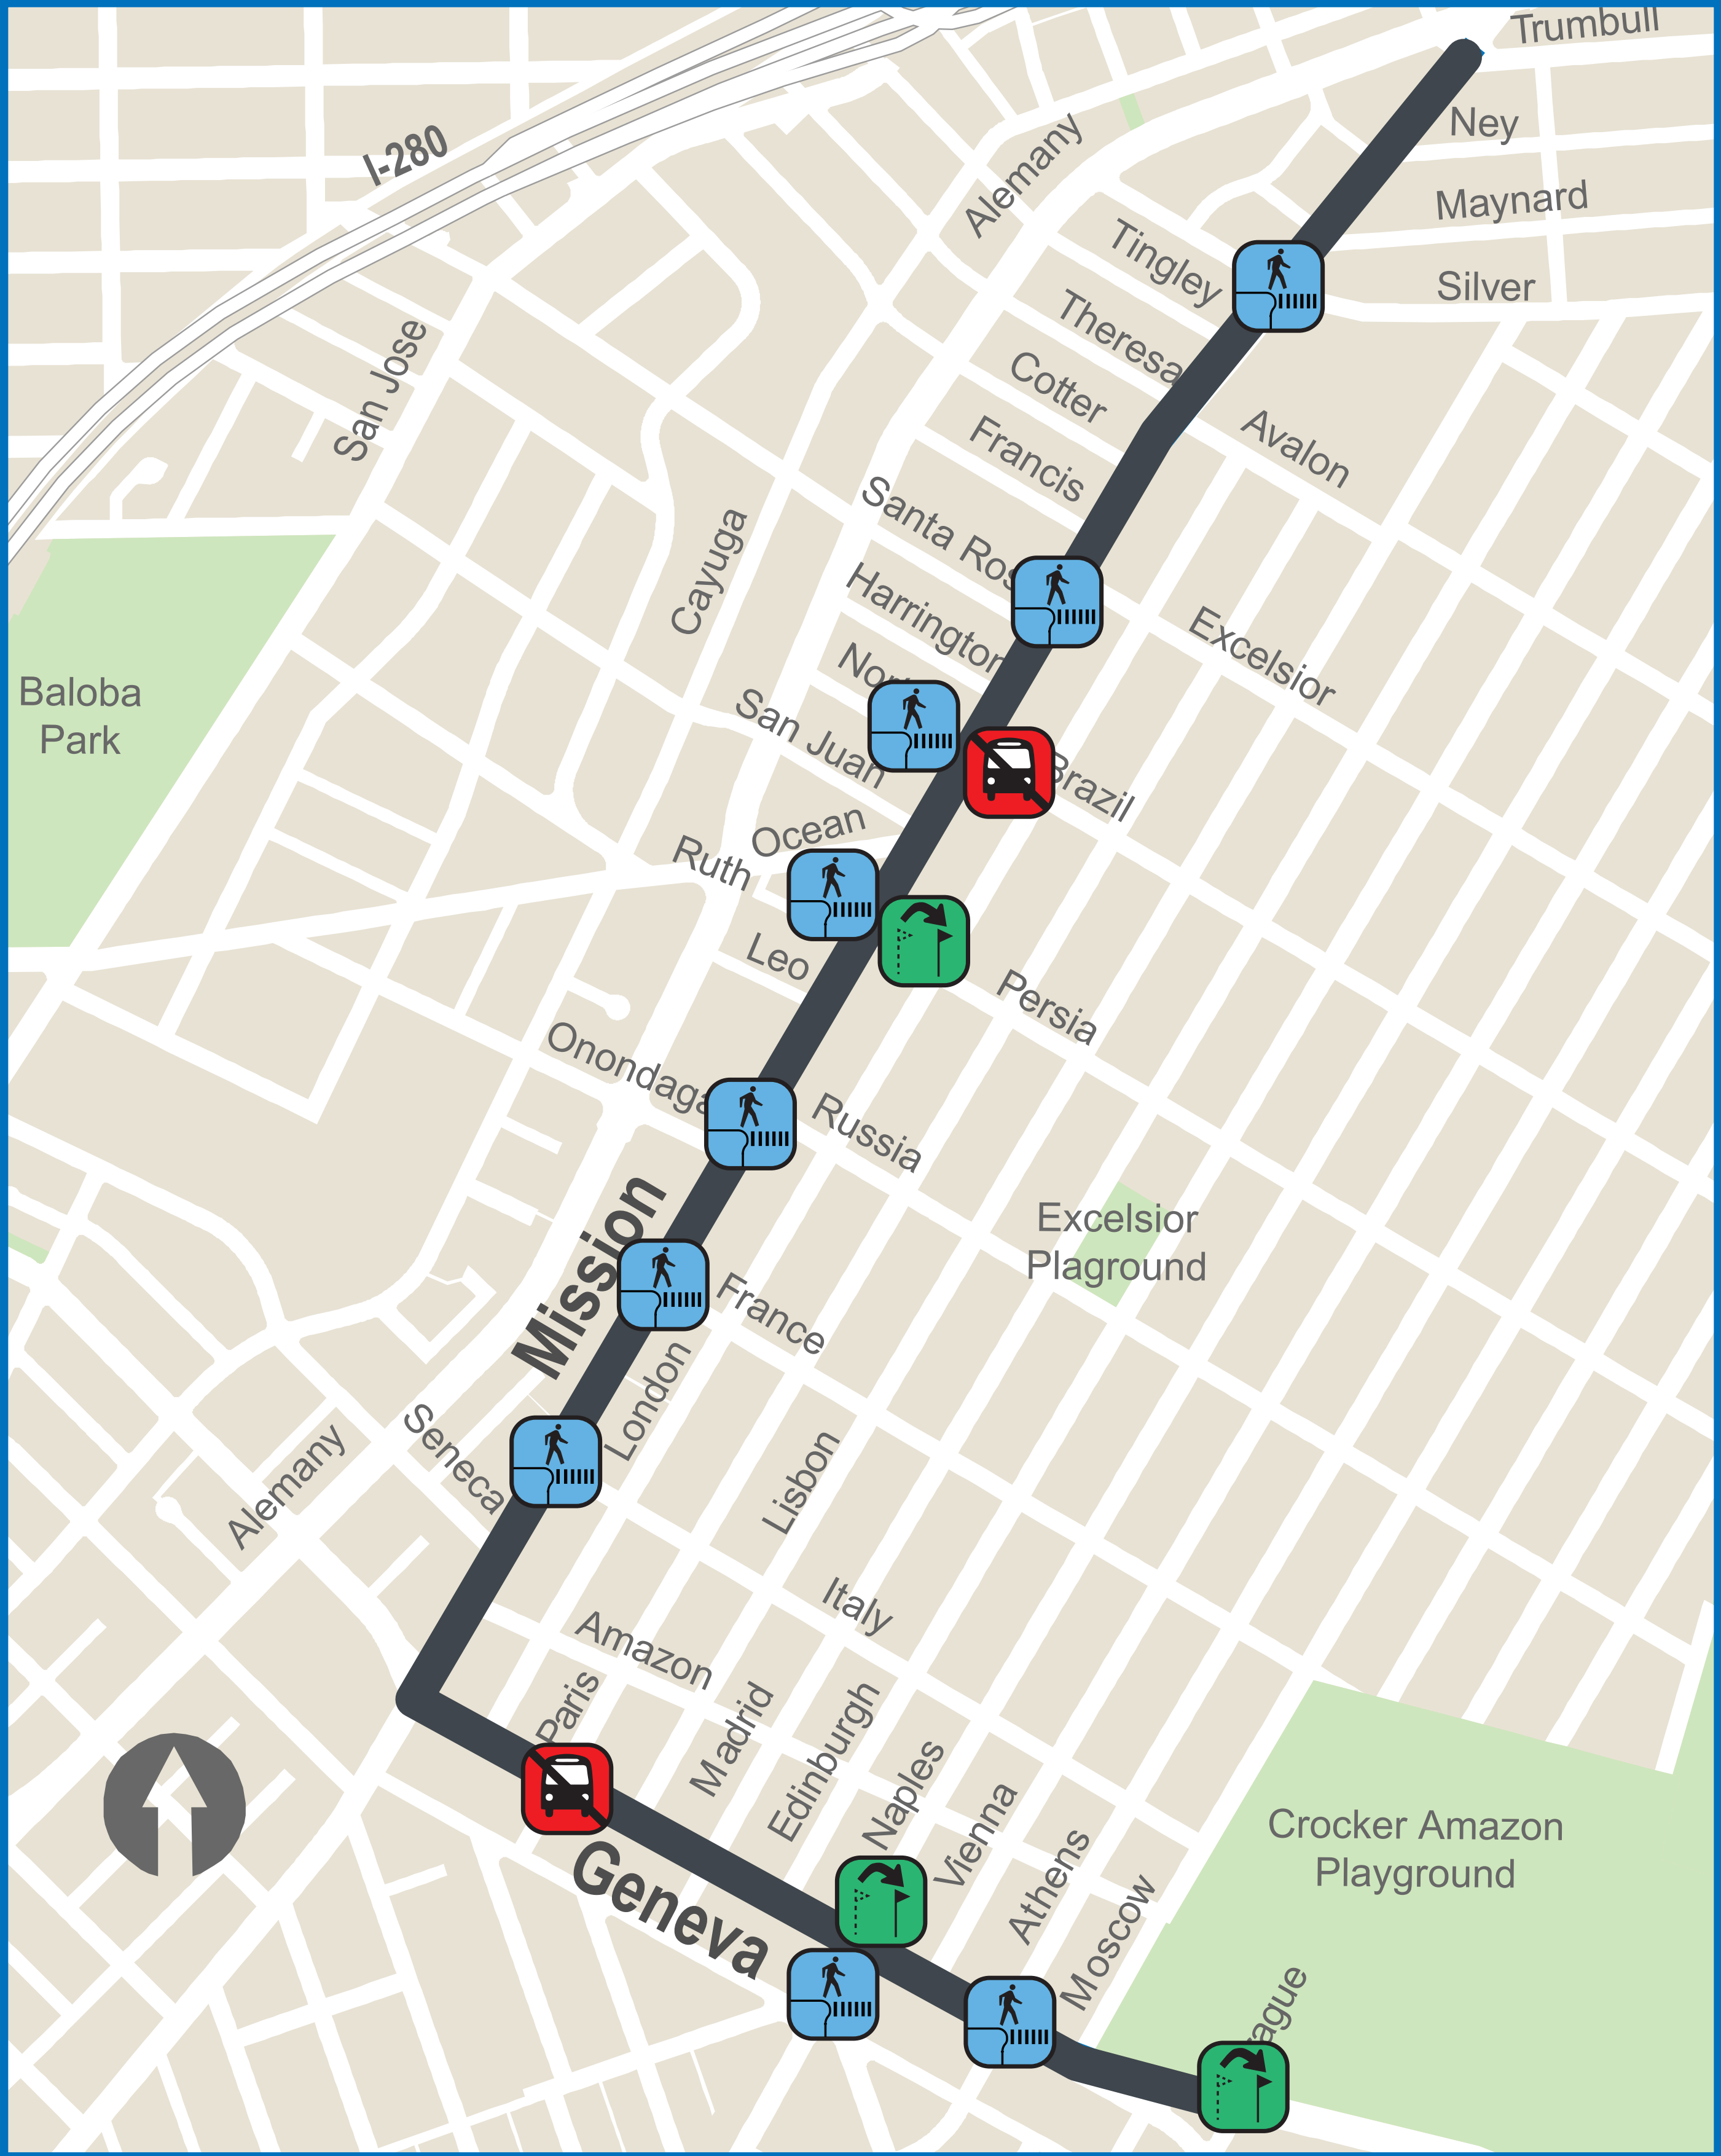 Trumbull
Ney
I-280
Alemany
Maynard
Tingley
Silver
Theresa
San Jose
Cotter
Avalon
Francis
Santa Ros
Cayuga
Harrington
Excelsior
Nor
Baloba
Park
San Juan
Brazil
Ocean
Ruth
Leo
Persia
Onondaga
Russia
Mission
Excelsior
Plaground
France
London
Seneca
Alemany
Lisbon
Italy
Amazon
Paris
Madrid
Edinburgh
Naples
Vienna
Athens
Moscow
Crocker Amazon
Playground
Geneva
rague